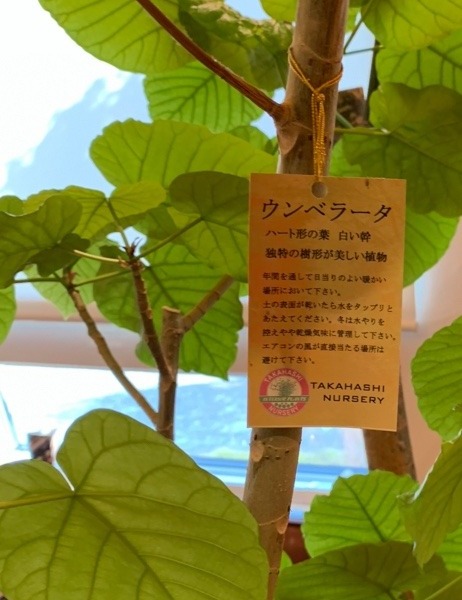 ウンベラータ
ハート形の葉 白い幹
独特の樹形が美しい植物
年間を通して日当りのよい暖かい
場所において下さい。
土の表面が乾いたら水をタップリと
あたえてください。冬は水やりを
控えやや乾燥気味に管理して下さい。
エアコンの風が直接当たる場所は
避けて下さい。
TAKAHASHI
NURSERY
TAKAHASHI
NURSERY